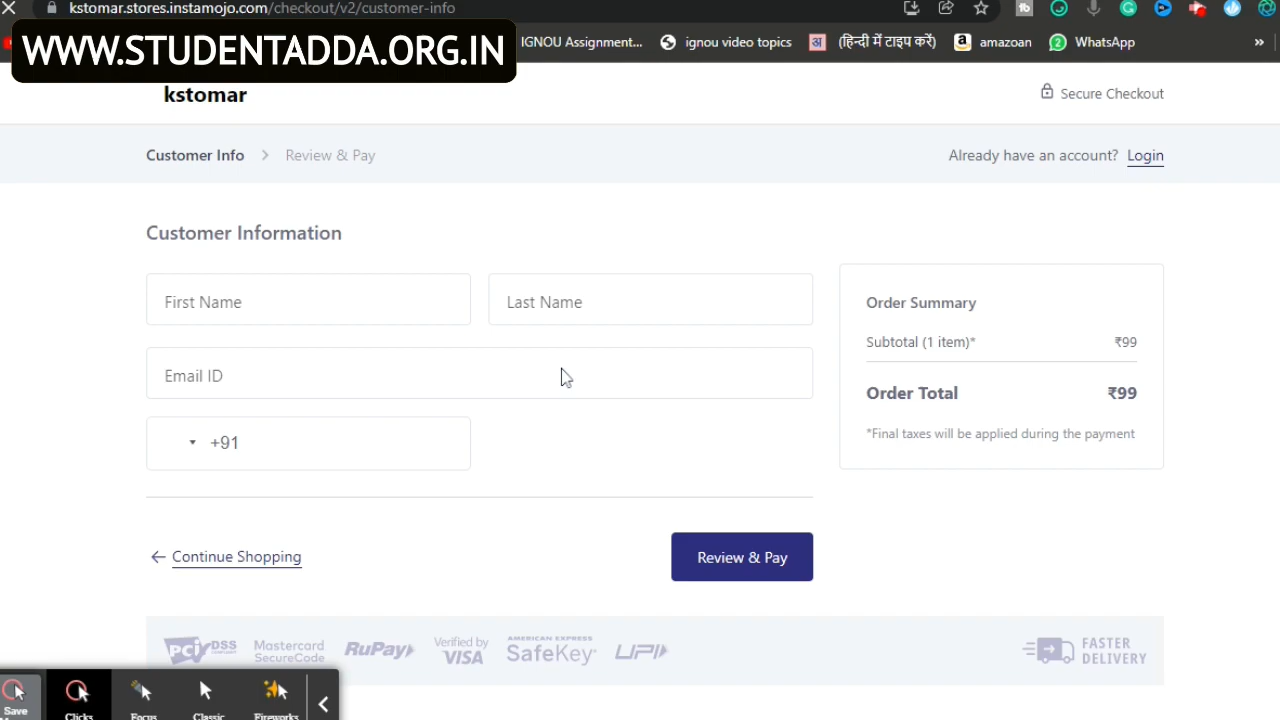 kstomar.stores.instamojo.com/checkout/v2/customer-info
WWW.STUDENTADDA.ORG.IN
IGNOU Assignment... ignou video topics अ (हिन्दी में टाइप करें) a amazoan 2 WhatsApp »
kstomar
Secure Checkout
Customer Info > Review & Pay
Already have an account? Login
Customer Information
First Name
Last Name
Email ID
+91
Order Summary
Subtotal (1 item)* ₹99
Order Total ₹99
*Final taxes will be applied during the payment
← Continue Shopping
Review & Pay
PCI DSS
Mastercard
SecureCode
RuPay
Verified by
VISA
AMERICAN EXPRESS
SafeKey
UPI
FASTER
DELIVERY
Save
Clicks Focus Classic Fireworks